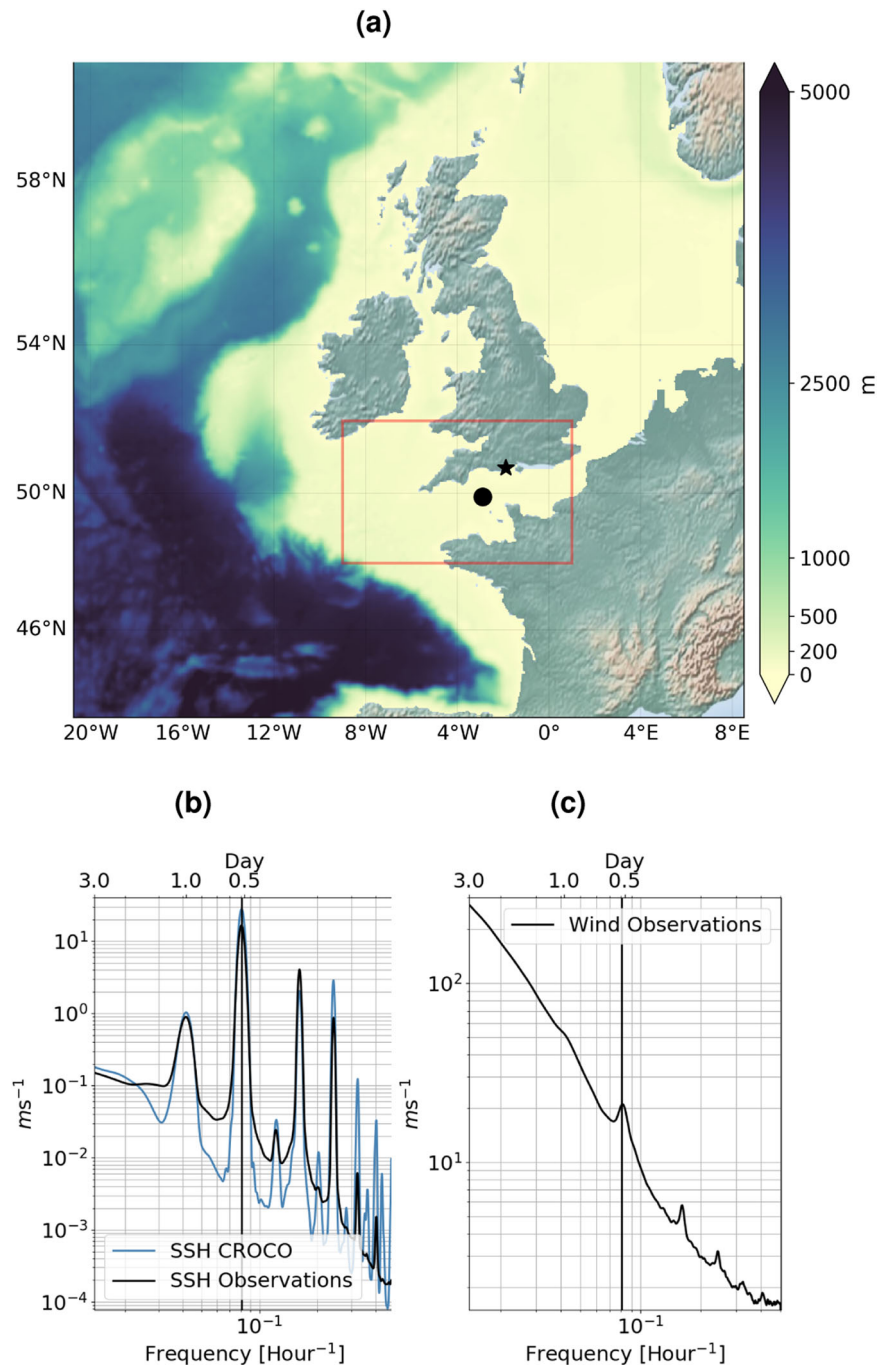 (a)
58°N
54°N
50°N
46°N
20°W 16°W 12°W 8°W 4°W 0° 4°E 8°E
5000
2500
1000
500
200
0
m
(b)
Day
3.0 1.0 0.5
10^1
10^0
10^-1
10^-2
10^-3
10^-4
ms^-1
SSH CROCO
SSH Observations
10^-1
Frequency [Hour^-1]
(c)
Day
3.0 1.0 0.5
Wind Observations
10^2
10^1
ms^-1
10^-1
Frequency [Hour^-1]